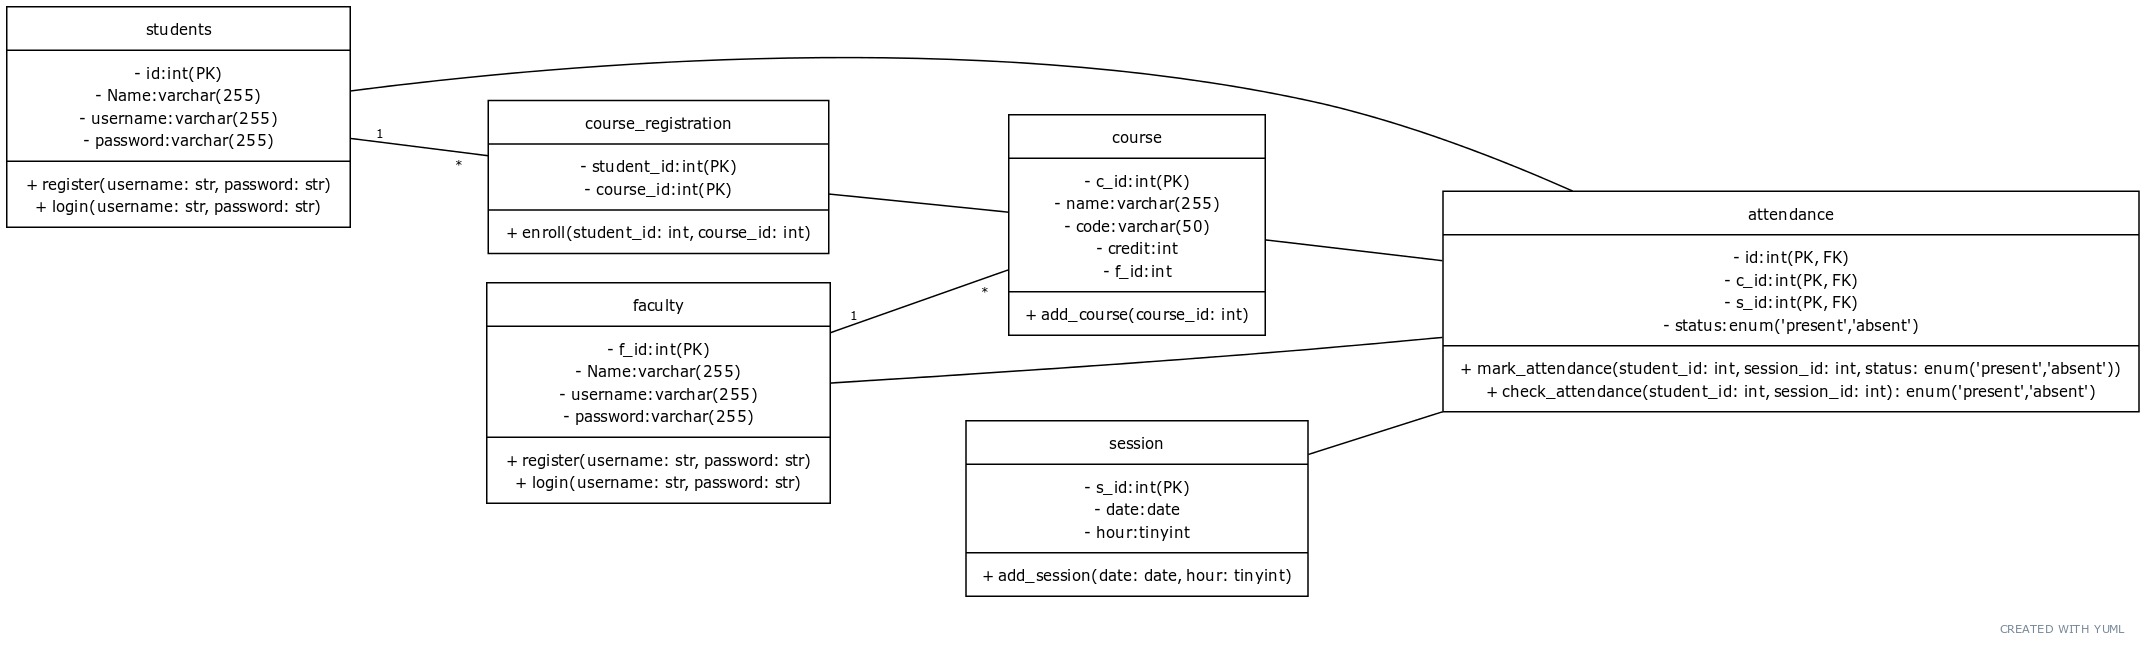 students
- id:int(PK)
- Name:varchar(255)
- username:varchar(255)
- password:varchar(255)
+ register(username: str, password: str)
+ login(username: str, password: str)
1
*
course_registration
- student_id:int(PK)
- course_id:int(PK)
+ enroll(student_id: int, course_id: int)
faculty
- f_id:int(PK)
- Name:varchar(255)
- username:varchar(255)
- password:varchar(255)
+ register(username: str, password: str)
+ login(username: str, password: str)
1
*
course
- c_id:int(PK)
- name:varchar(255)
- code:varchar(50)
- credit:int
- f_id:int
+ add_course(course_id: int)
session
- s_id:int(PK)
- date:date
- hour:tinyint
+ add_session(date: date, hour: tinyint)
attendance
- id:int(PK, FK)
- c_id:int(PK, FK)
- s_id:int(PK, FK)
- status:enum('present','absent')
+ mark_attendance(student_id: int, session_id: int, status: enum('present','absent'))
+ check_attendance(student_id: int, session_id: int): enum('present','absent')
CREATED WITH YUML